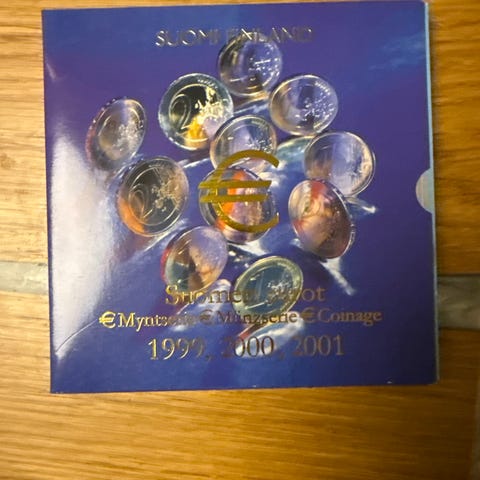 SUOMI FINLAND
€
Suomen
€Myntserie €Münzserie €Coinage
1999, 2000, 2001